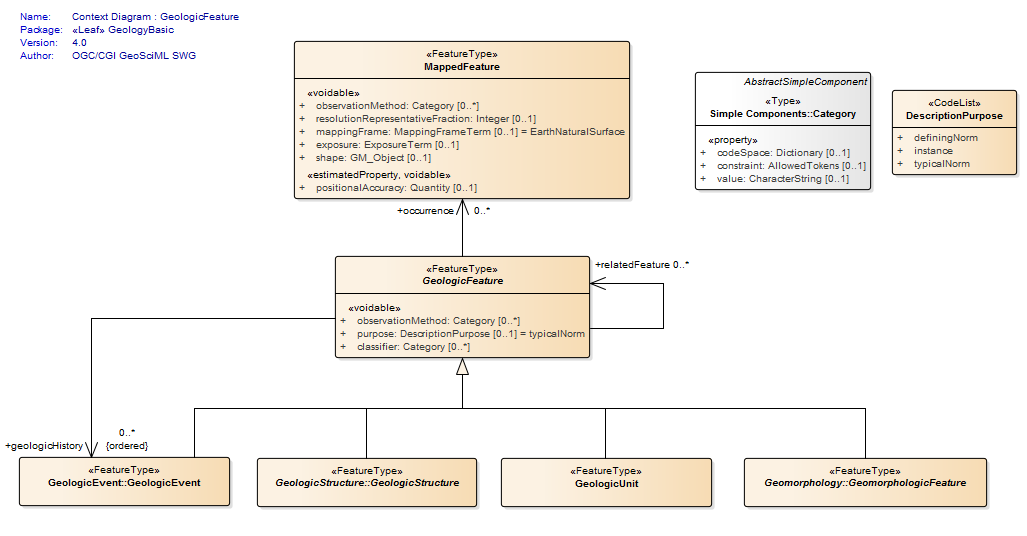 Name: Context Diagram : GeologicFeature
Package: «Leaf» GeologyBasic
Version: 4.0
Author: OGC/CGI GeoSciML SWG
«FeatureType»
MappedFeature
«voidable»
+ observationMethod: Category [0..*]
+ resolutionRepresentativeFraction: Integer [0..1]
+ mappingFrame: MappingFrameTerm [0..1] = EarthNaturalSurface
+ exposure: ExposureTerm [0..1]
+ shape: GM_Object [0..1]
«estimatedProperty, voidable»
+ positionalAccuracy: Quantity [0..1]
AbstractSimpleComponent
«Type»
Simple Components::Category
«property»
+ codeSpace: Dictionary [0..1]
+ constraint: AllowedTokens [0..1]
+ value: CharacterString [0..1]
«CodeList»
DescriptionPurpose
+ definingNorm
+ instance
+ typicalNorm
+occurrence 0..*
«FeatureType»
GeologicFeature
«voidable»
+ observationMethod: Category [0..*]
+ purpose: DescriptionPurpose [0..1] = typicalNorm
+ classifier: Category [0..*]
+relatedFeature 0..*
0..*
+geologicHistory {ordered}
«FeatureType»
GeologicEvent::GeologicEvent
«FeatureType»
GeologicStructure::GeologicStructure
«FeatureType»
GeologicUnit
«FeatureType»
Geomorphology::GeomorphologicFeature